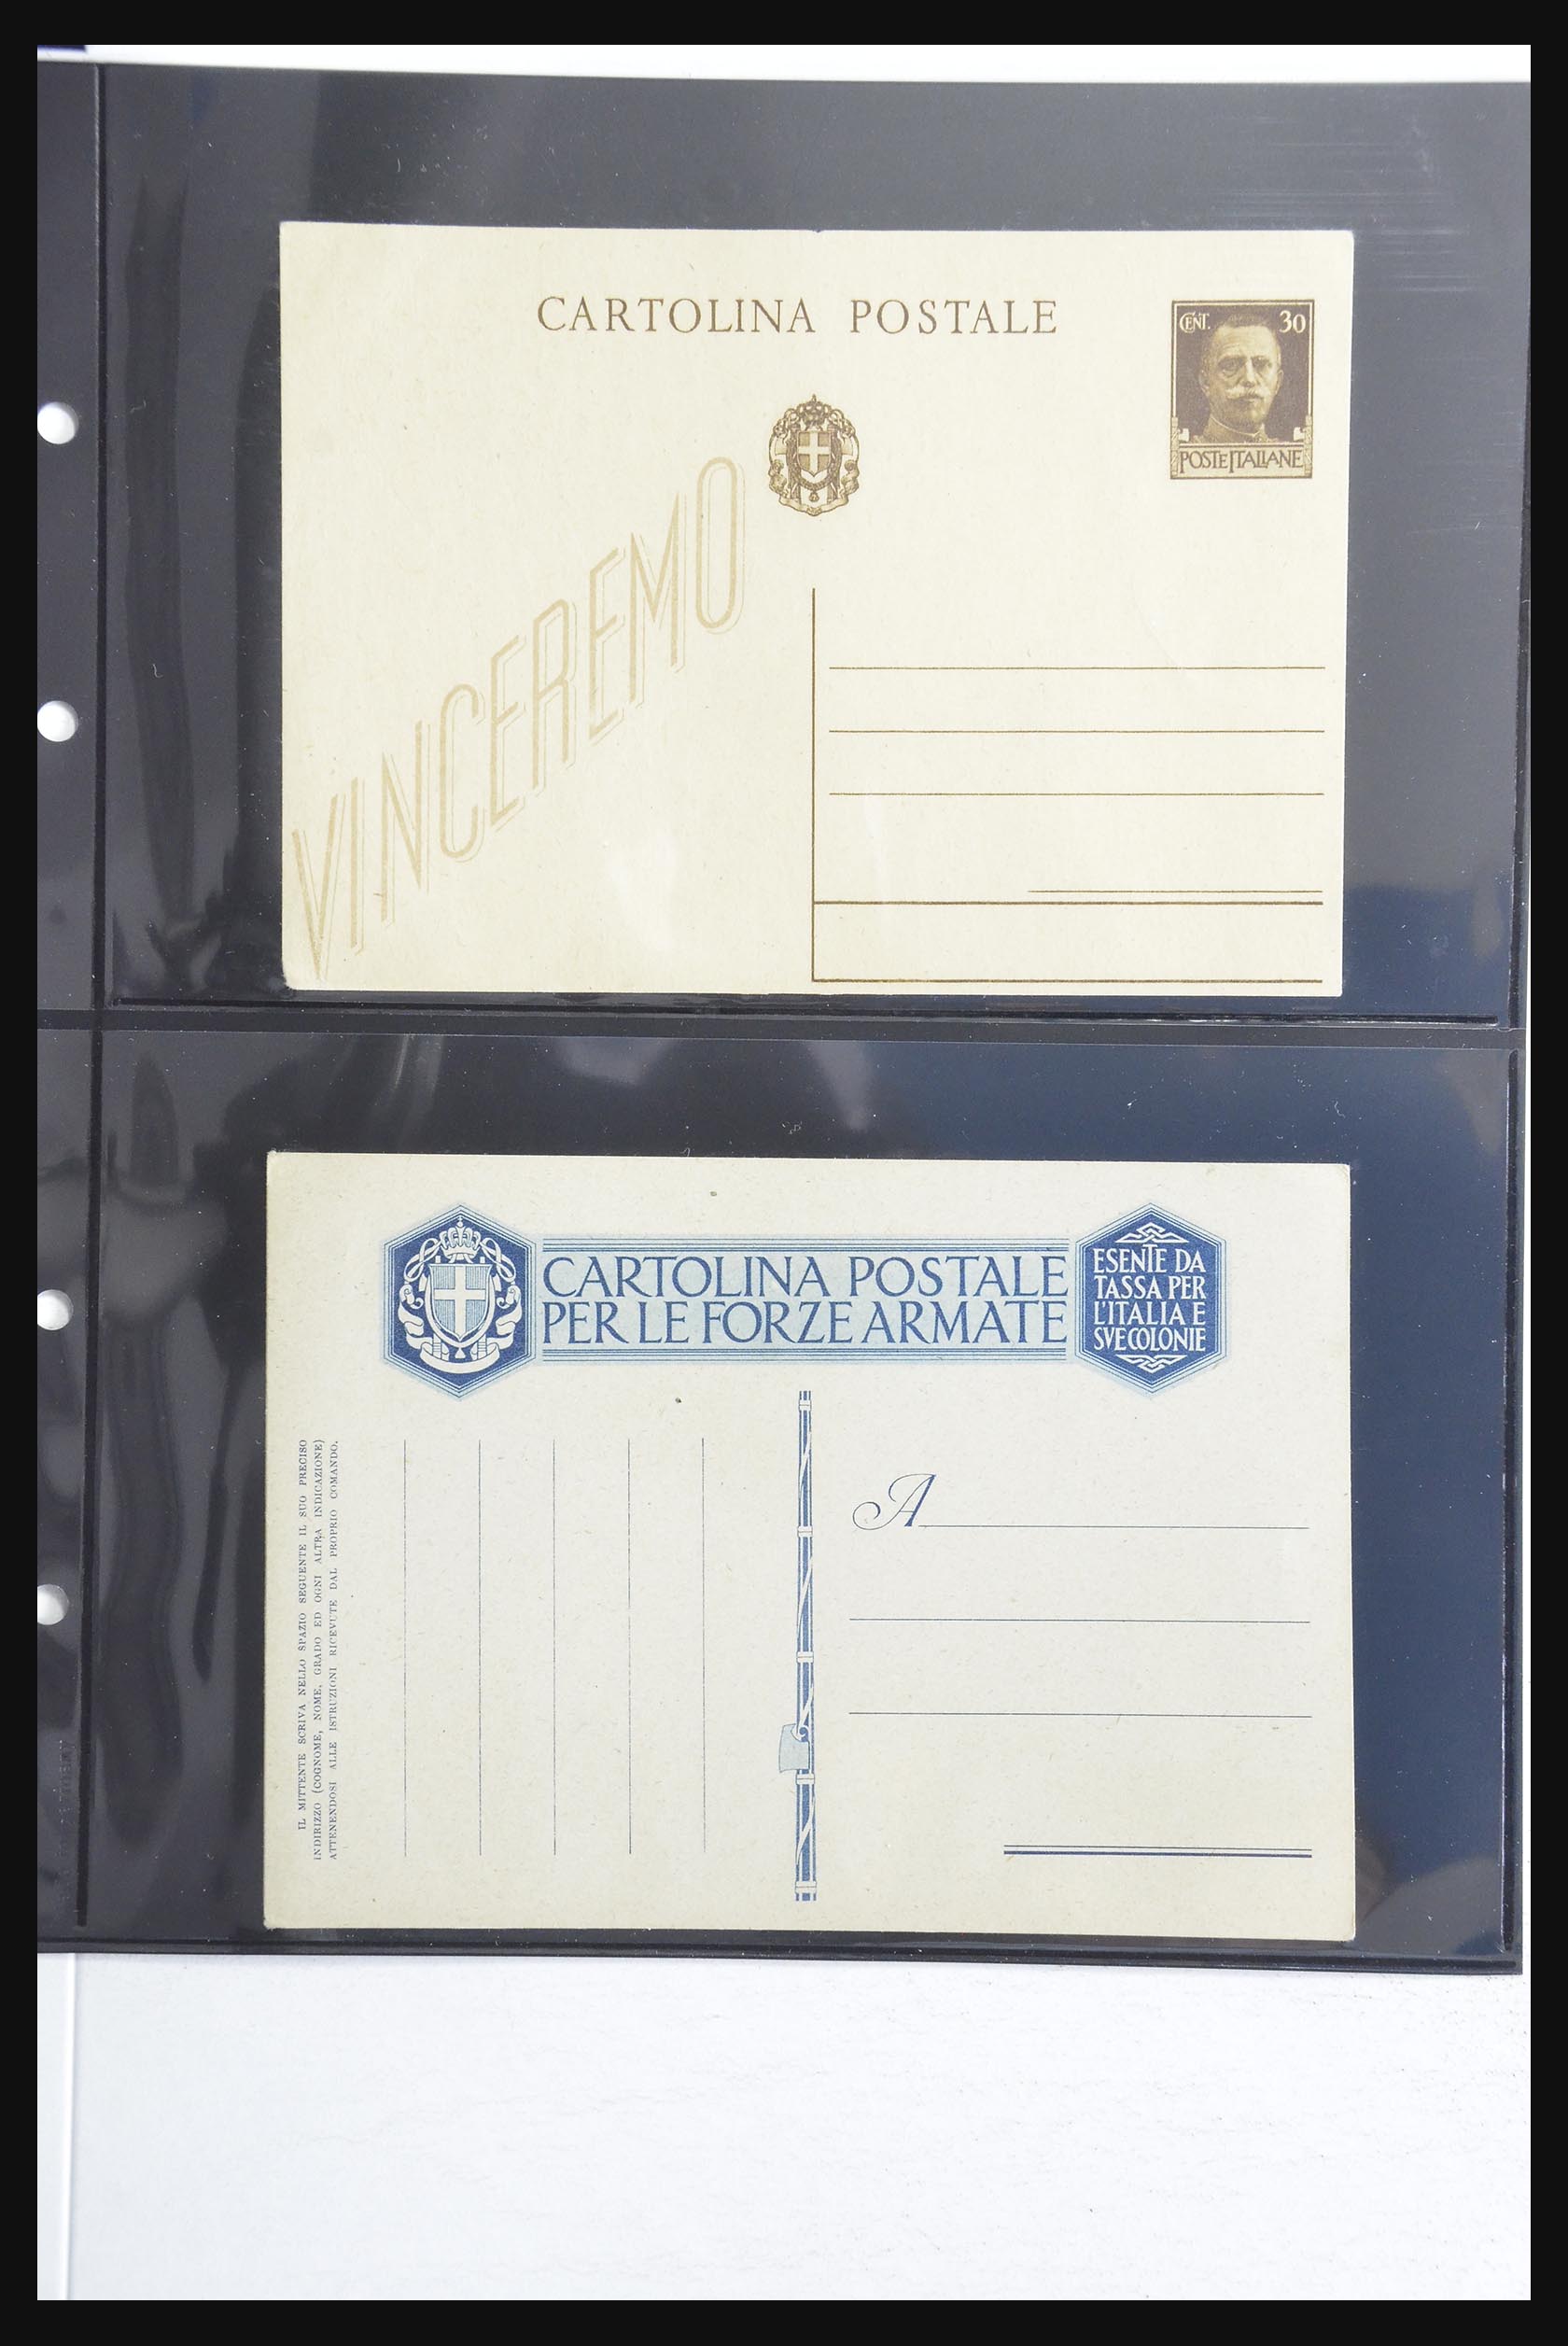 CARTOLINA POSTALE
CENT. 30
POSTE ITALIANE
VINCEREMO
CARTOLINA POSTALE
PER LE FORZE ARMATE
ESENTE DA
TASSA PER
L'ITALIA E
SVE COLONIE
IL MITTENTE SCRIVA NELLO SPAZIO SEGUENTE IL SUO PRECISO
INDIRIZZO (COGNOME, NOME, GRADO ED OGNI ALTRA INDICAZIONE)
ATTENENDOSI ALLE ISTRUZIONI RICEVUTE DAL PROPRIO COMANDO.
A